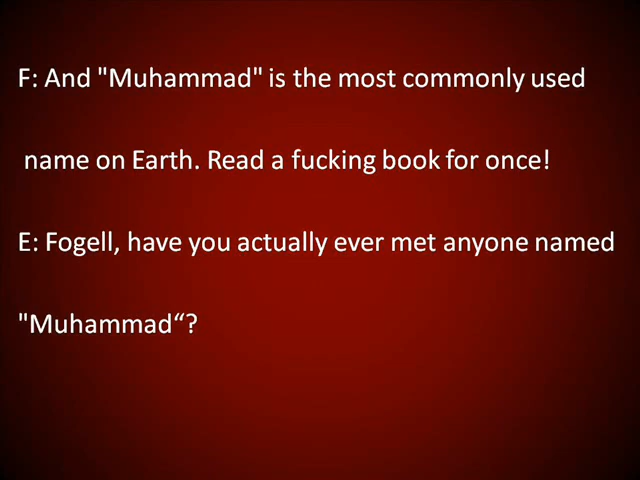 F: And "Muhammad" is the most commonly used
name on Earth. Read a fucking book for once!
E: Fogell, have you actually ever met anyone named
"Muhammad“?